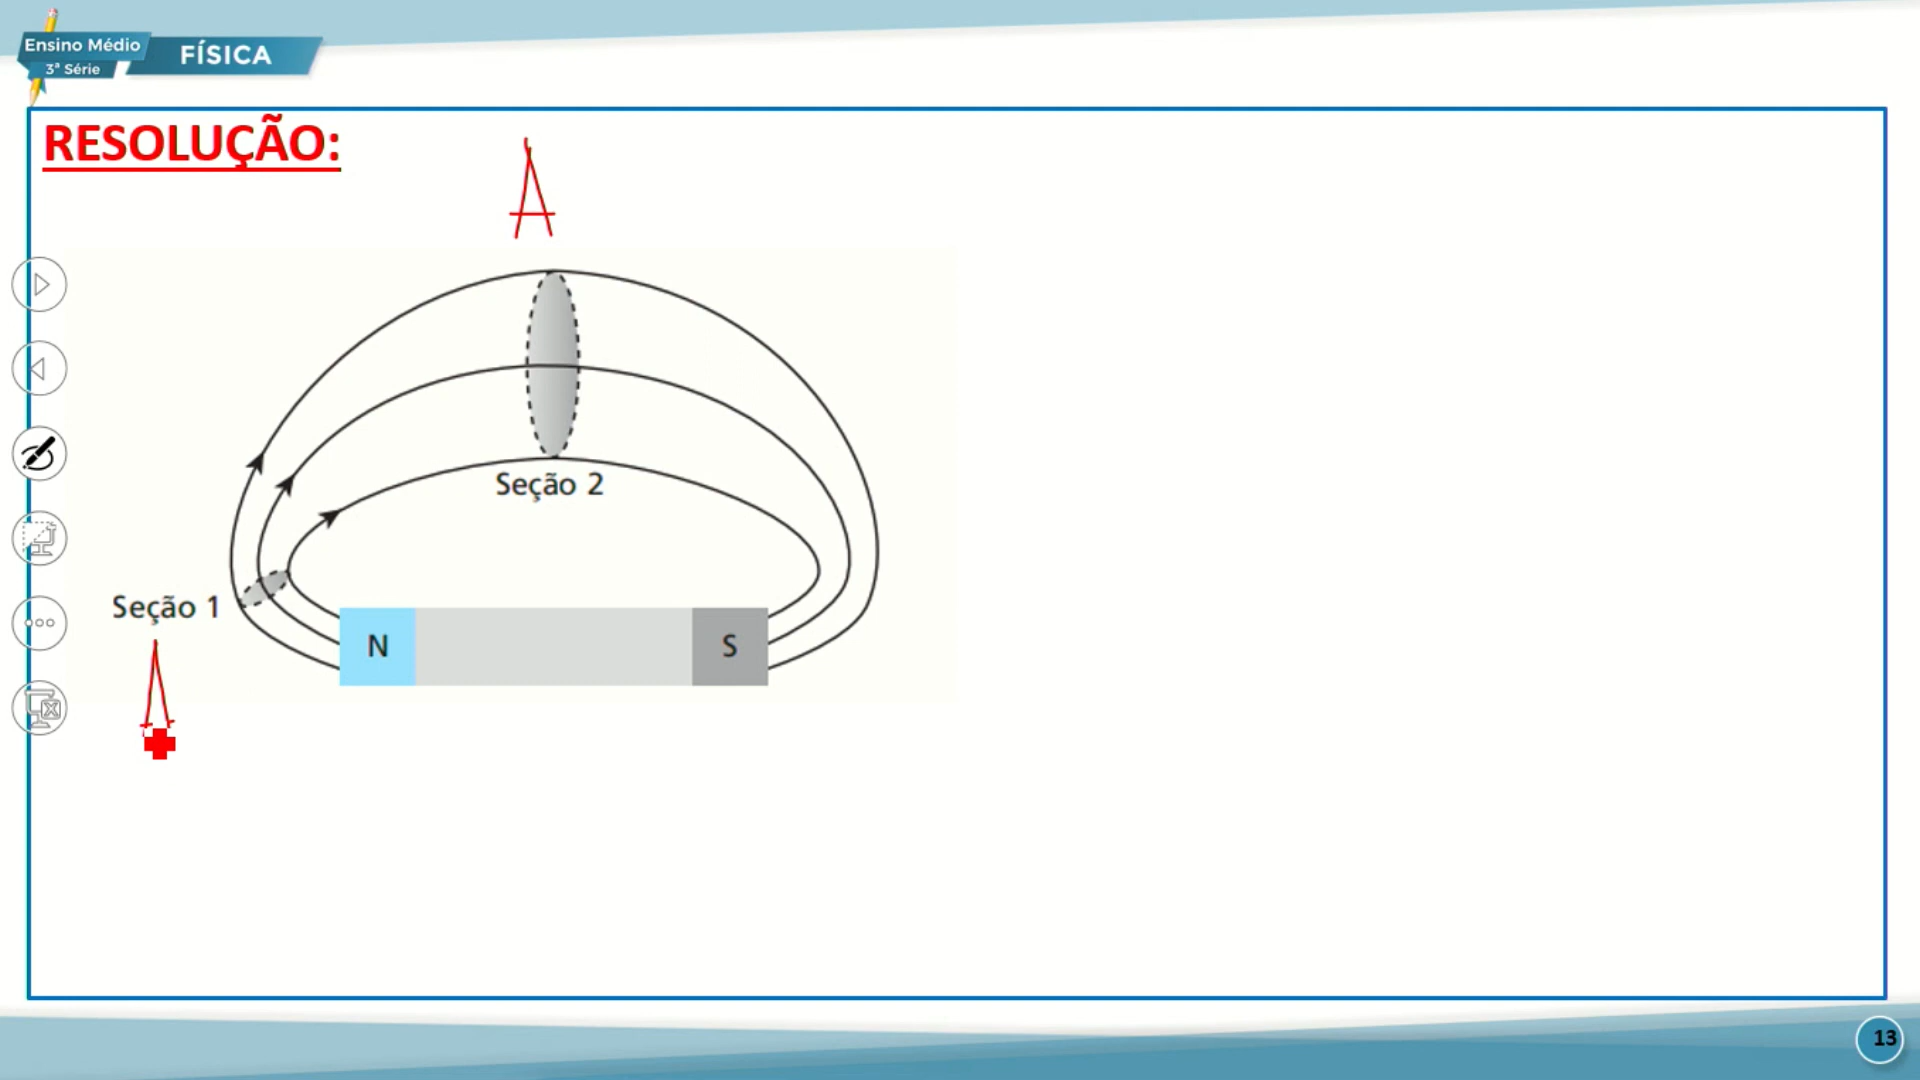 Ensino Médio
3ª Série
FÍSICA
RESOLUÇÃO:
A
Seção 2
Seção 1
N
S
A
13